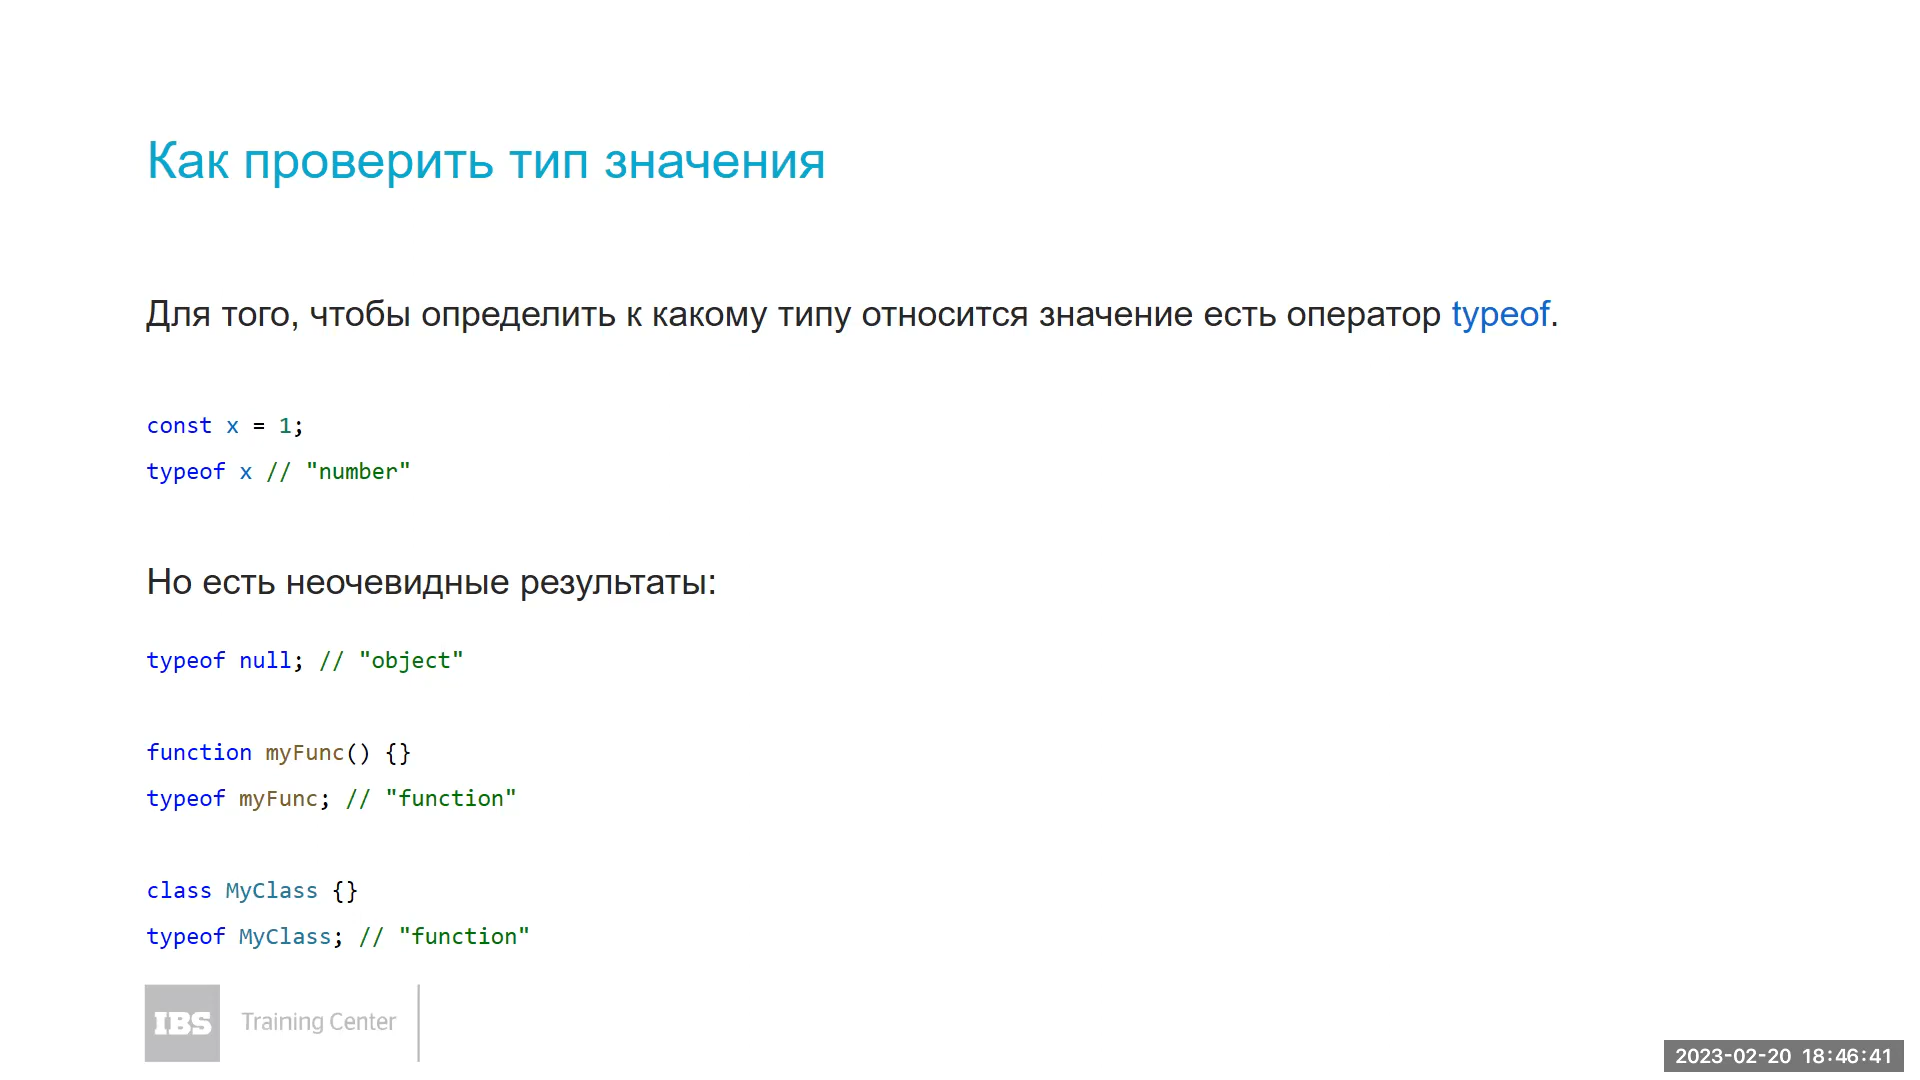 Как проверить тип значения
Для того, чтобы определить к какому типу относится значение есть оператор typeof.
const x = 1;
typeof x // "number"
Но есть неочевидные результаты:
typeof null; // "object"
function myFunc() {}
typeof myFunc; // "function"
class MyClass {}
typeof MyClass; // "function"
IBS Training Center
2023-02-20 18:46:41